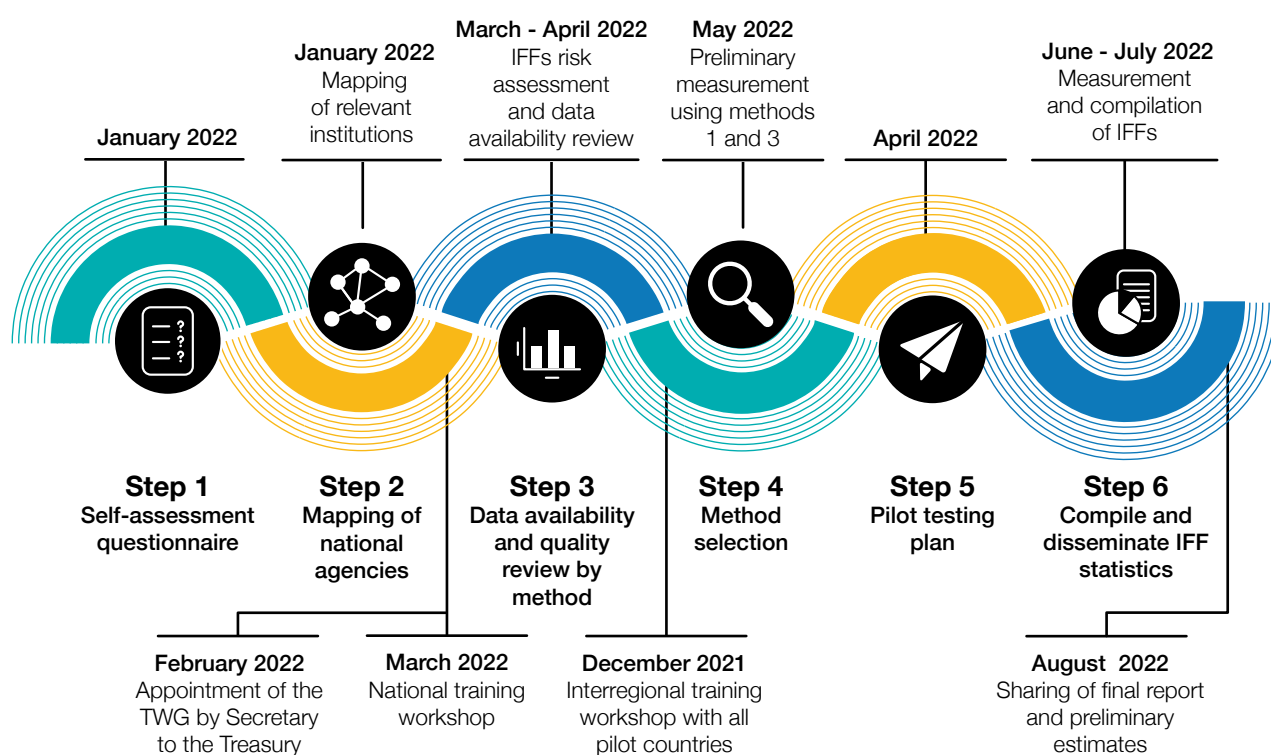 January 2022
January 2022
Mapping
of relevant
institutions
March - April 2022
IFFs risk
assessment
and data
availability review
May 2022
Preliminary
measurement
using methods
1 and 3
April 2022
June - July 2022
Measurement
and compilation
of IFFs
?
?
?
Step 1
Self-assessment
questionnaire
Step 2
Mapping of
national
agencies
Step 3
Data availability
and quality
review by
method
Step 4
Method
selection
Step 5
Pilot testing
plan
Step 6
Compile and
disseminate IFF
statistics
February 2022
Appointment of the
TWG by Secretary
to the Treasury
March 2022
National training
workshop
December 2021
Interregional training
workshop with all
pilot countries
August 2022
Sharing of final report
and preliminary
estimates